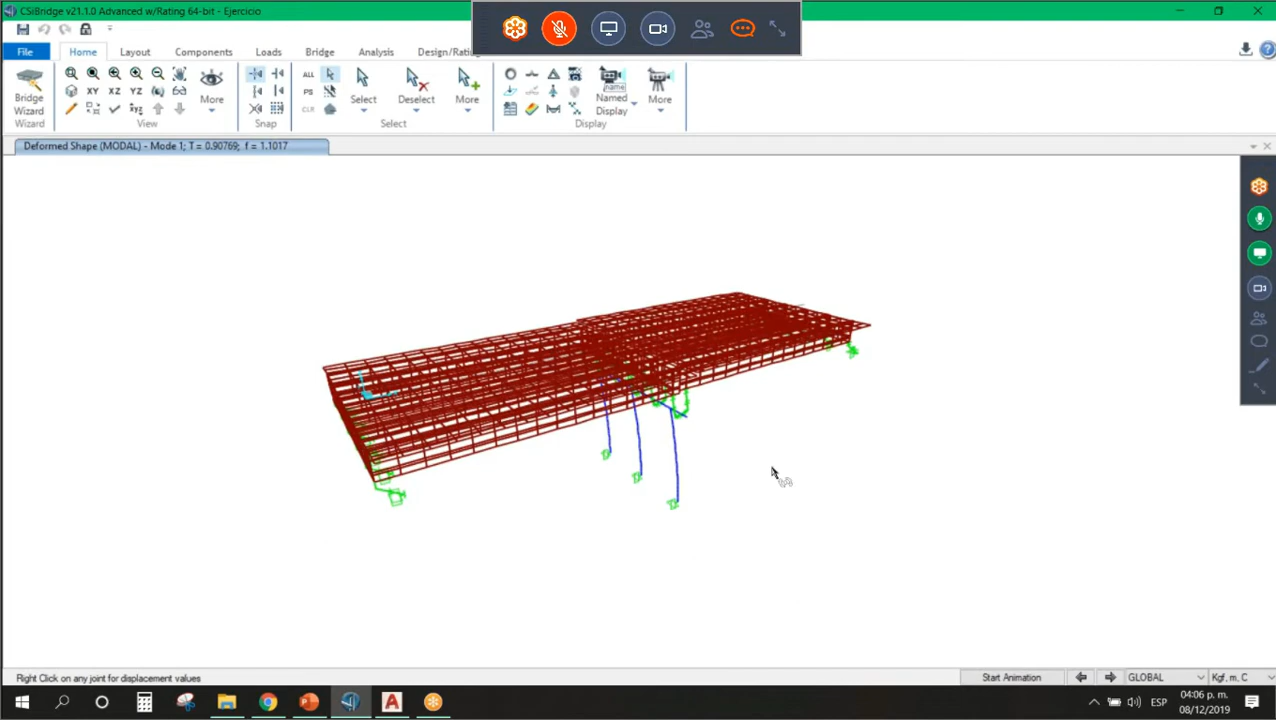 CSiBridge v21.1.0 Advanced w/Rating 64-bit - Ejercicio
File Home Layout Components Loads Bridge Analysis Design/Rating
ALL
XY XZ
PS
name
YZ
CLR
xyz
Bridge Wizard
More
Select
Deselect
More
Named Display
More
Wizard View Snap Select Display
Deformed Shape (MODAL) - Mode 1; T = 0.90769; f = 1.1017
Right Click on any joint for displacement values
Start Animation
GLOBAL
Kgf, m, C
ESP
04:06 p. m.
08/12/2019